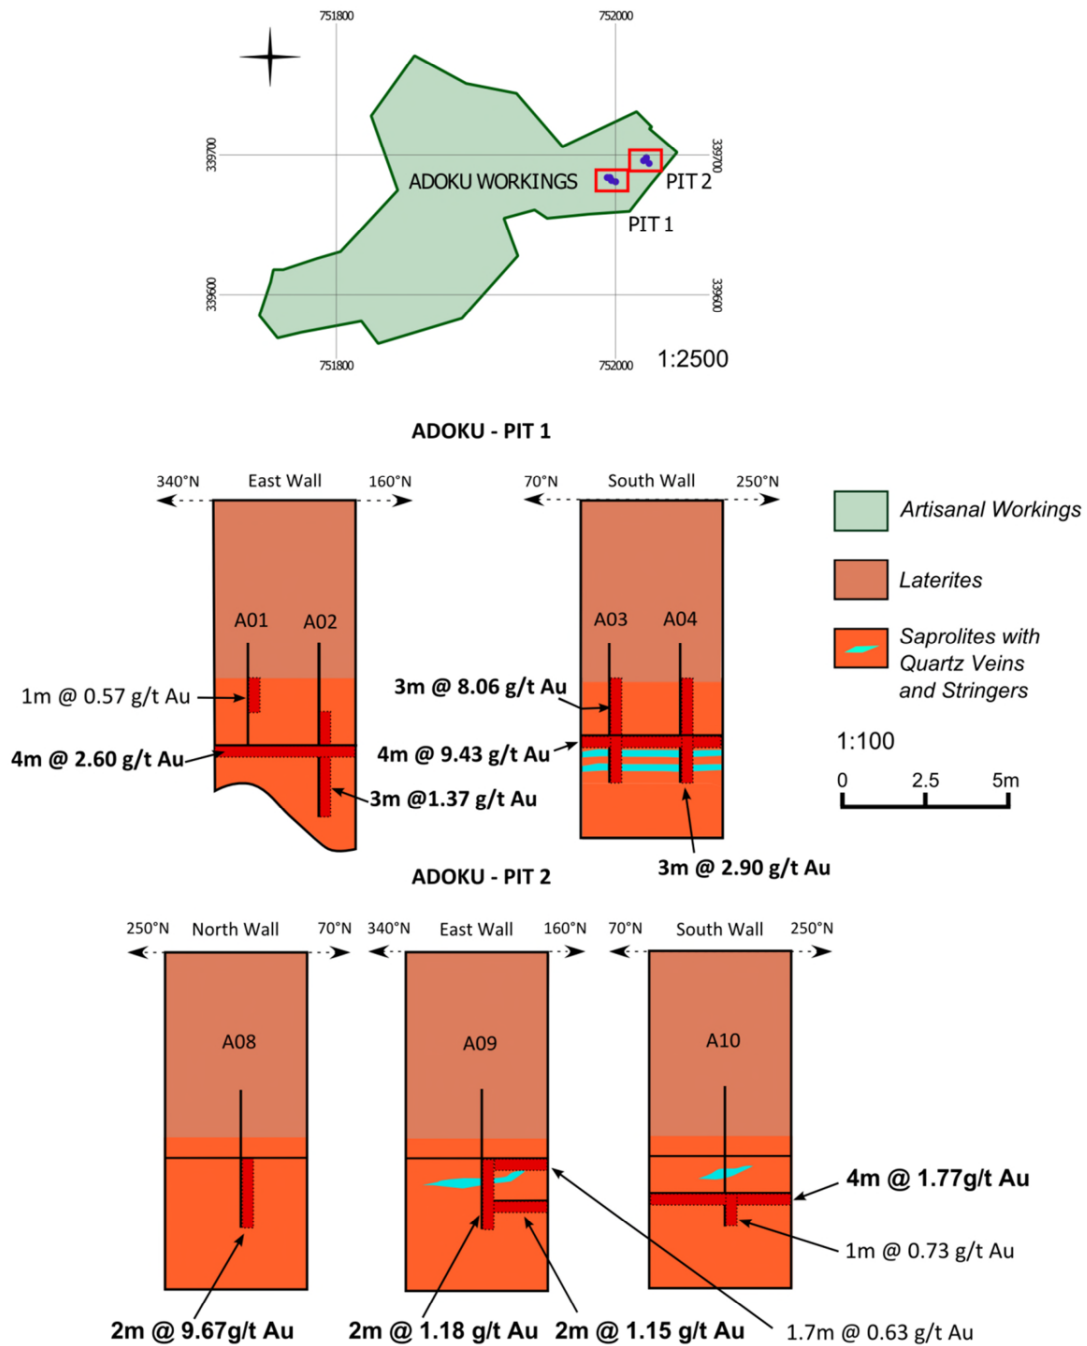 751800
752000
339700
339700
ADOKU WORKINGS
PIT 2
PIT 1
339600
339600
751800
752000
1:2500
ADOKU - PIT 1
340°N
East Wall
160°N
70°N
South Wall
250°N
Artisanal Workings
Laterites
Saprolites with
Quartz Veins
and Stringers
A01
A02
A03
A04
1m @ 0.57 g/t Au
4m @ 2.60 g/t Au
3m @1.37 g/t Au
3m @ 8.06 g/t Au
4m @ 9.43 g/t Au
3m @ 2.90 g/t Au
1:100
0
2.5
5m
ADOKU - PIT 2
250°N
North Wall
70°N
340°N
East Wall
160°N
70°N
South Wall
250°N
A08
A09
A10
4m @ 1.77g/t Au
1m @ 0.73 g/t Au
2m @ 9.67g/t Au
2m @ 1.18 g/t Au
2m @ 1.15 g/t Au
1.7m @ 0.63 g/t Au